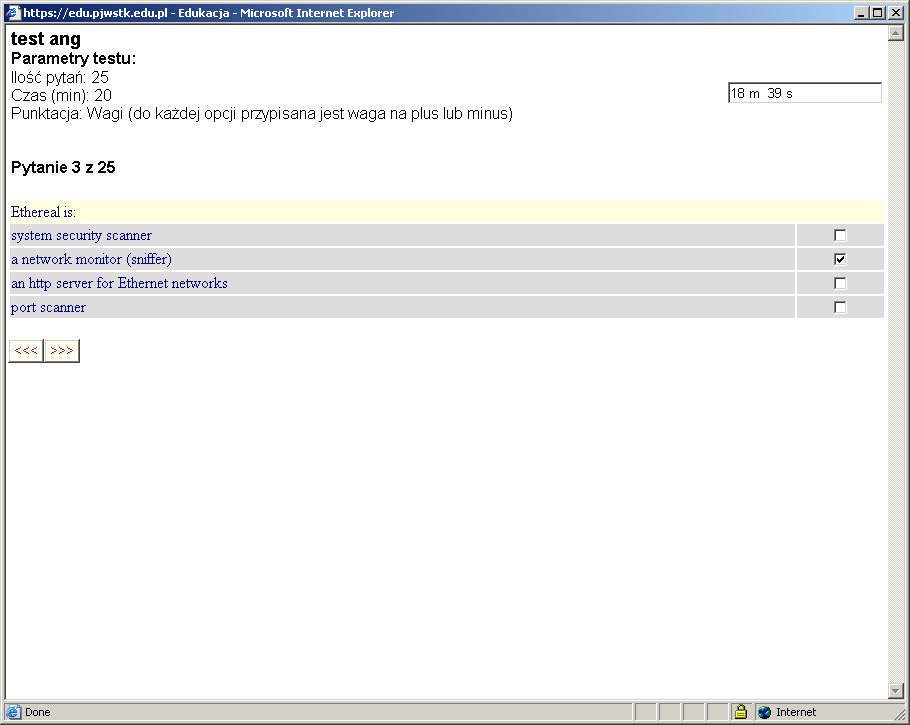 https://edu.pjwstk.edu.pl - Edukacja - Microsoft Internet Explorer
test ang
Parametry testu:
Ilość pytań: 25
Czas (min): 20
18 m 39 s
Punktacja: Wagi (do każdej opcji przypisana jest waga na plus lub minus)
Pytanie 3 z 25
Ethereal is:
system security scanner
a network monitor (sniffer)
an http server for Ethernet networks
port scanner
<<< >>>
Done
Internet